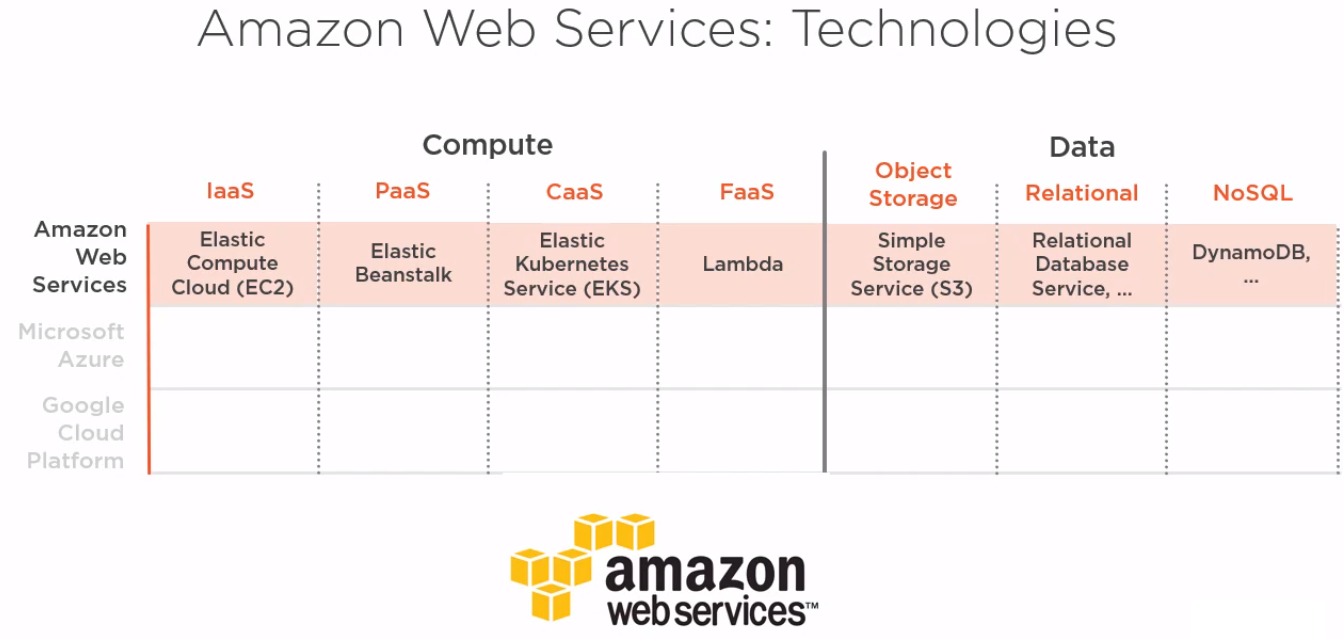 Amazon Web Services: Technologies
Compute
Data
IaaS
PaaS
CaaS
FaaS
Object
Storage
Relational
NoSQL
Amazon
Web
Services
Elastic
Compute
Cloud (EC2)
Elastic
Beanstalk
Elastic
Kubernetes
Service (EKS)
Lambda
Simple
Storage
Service (S3)
Relational
Database
Service, ...
DynamoDB,
...
Microsoft
Azure
Google
Cloud
Platform
amazon
web services™